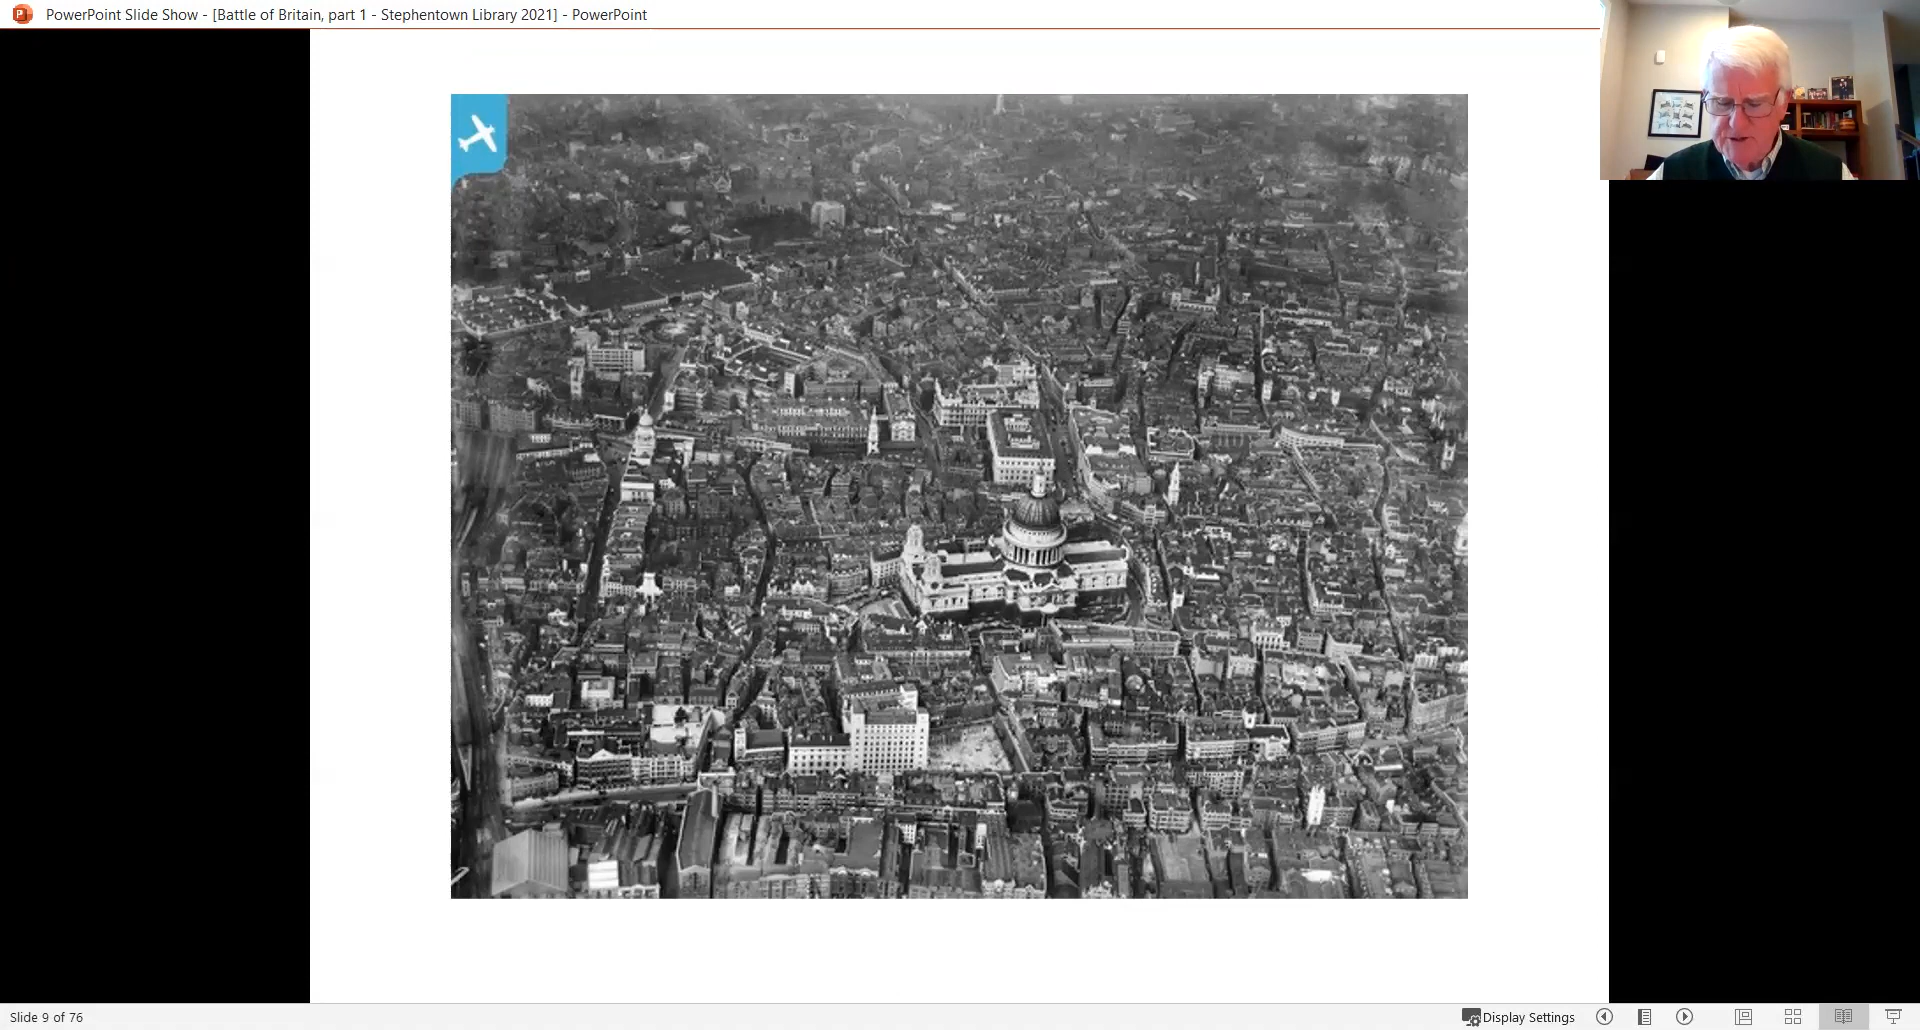 PowerPoint Slide Show - [Battle of Britain, part 1 - Stephentown Library 2021] - PowerPoint
Slide 9 of 76
Display Settings